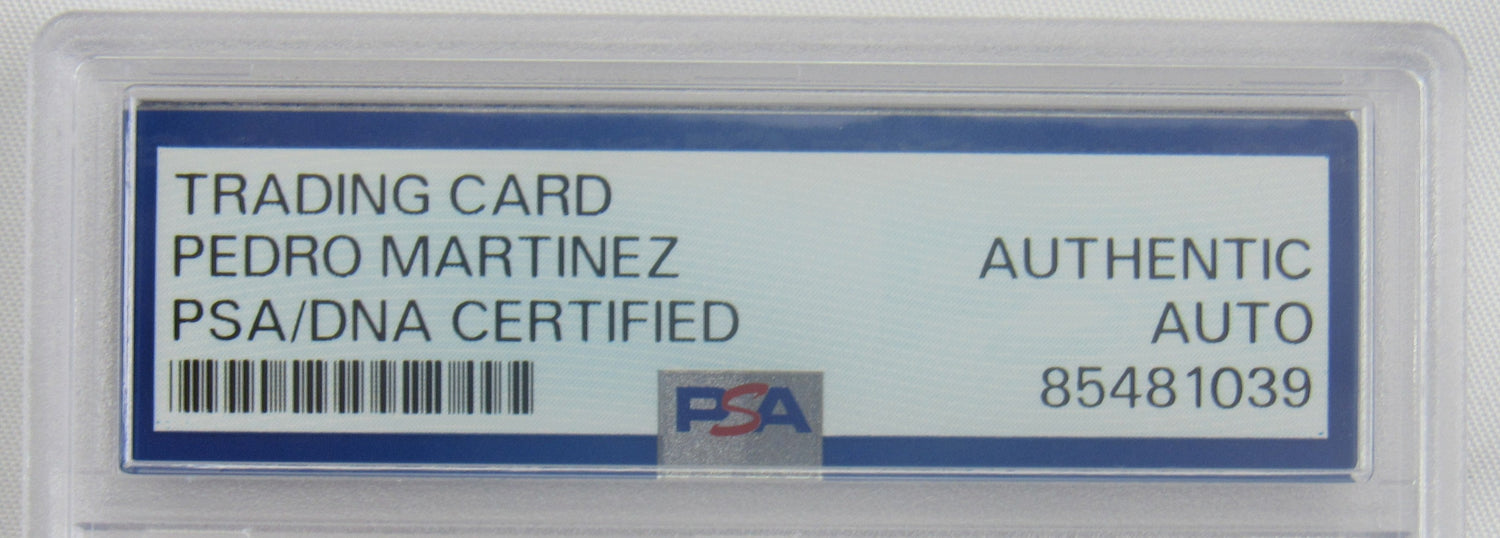 TRADING CARD
PEDRO MARTINEZ
PSA/DNA CERTIFIED
AUTHENTIC
AUTO
85481039
PSA